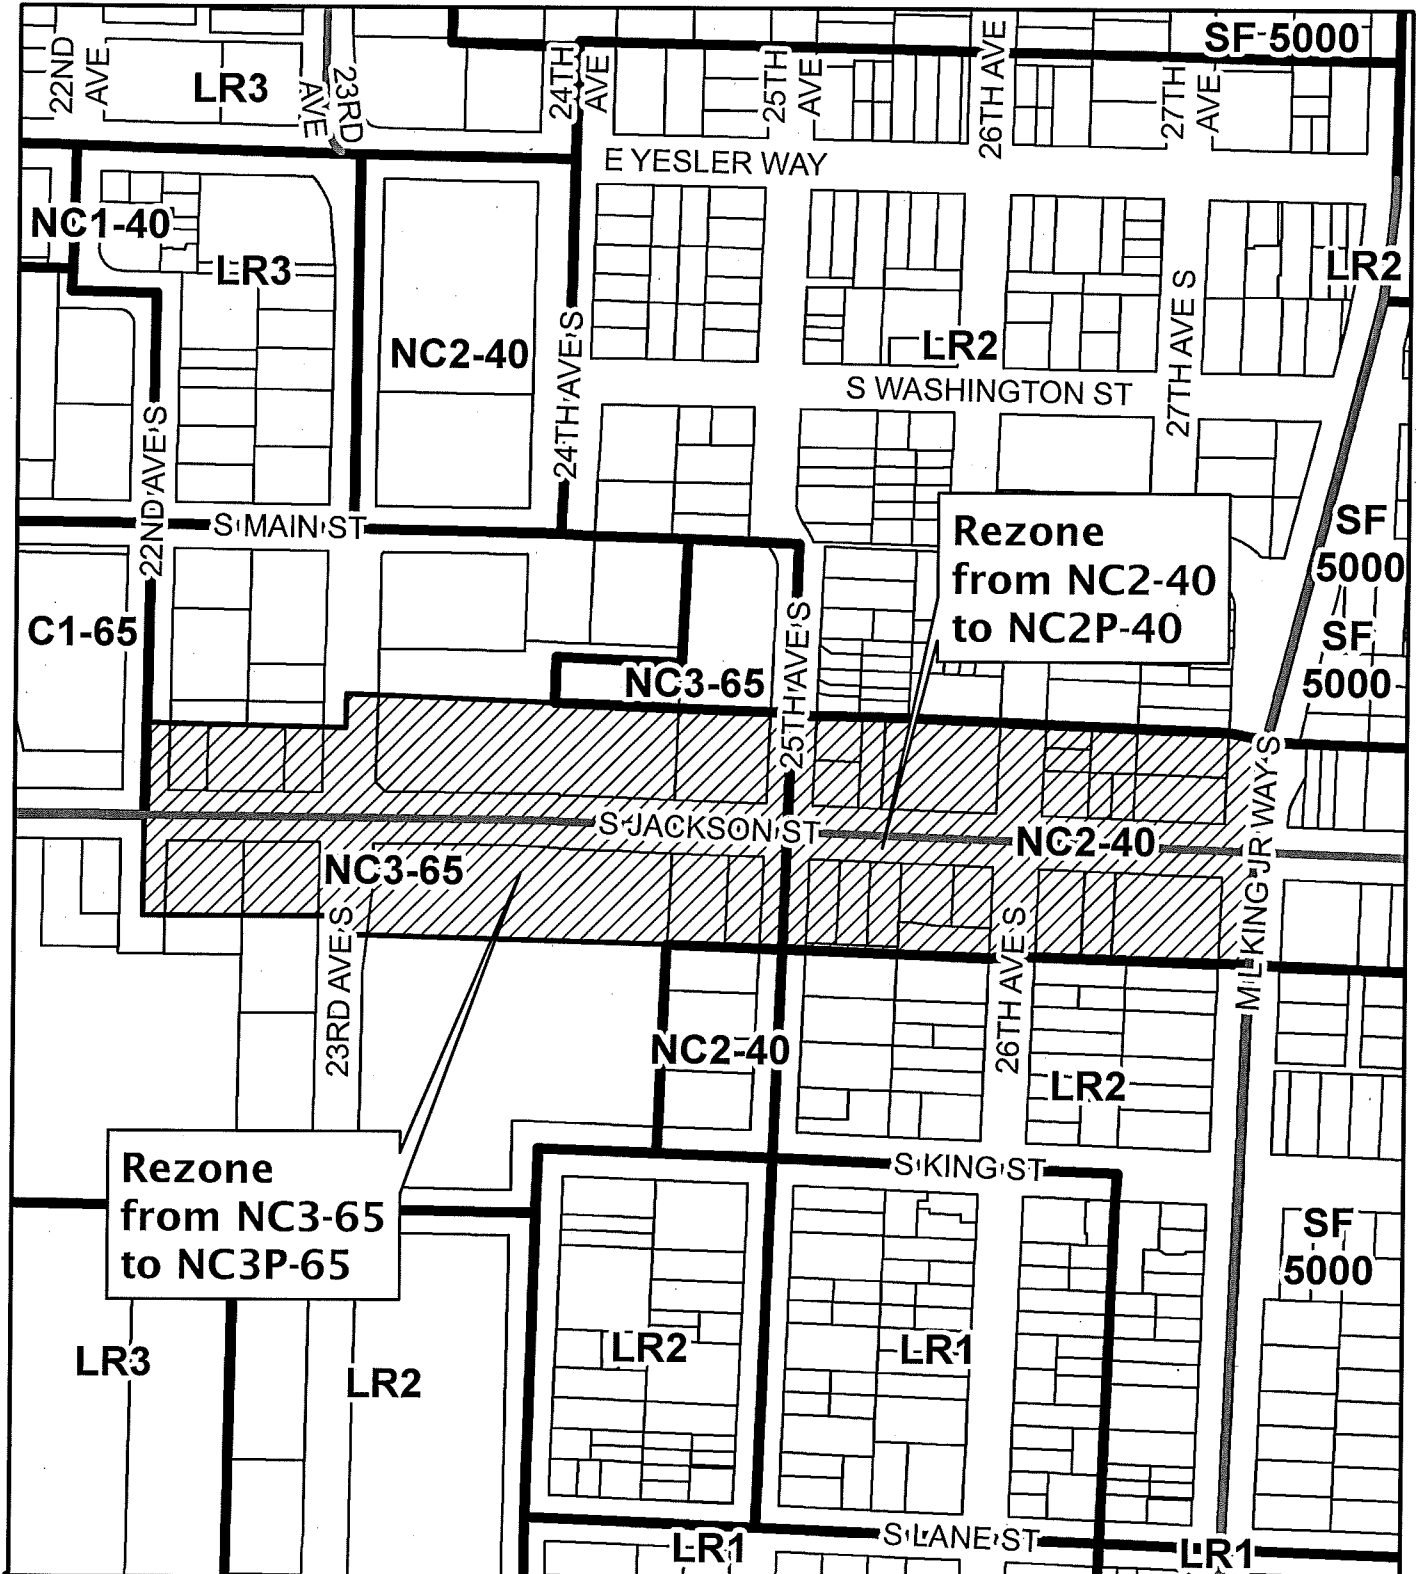 22ND
AVE
LR3
23RD
AVE
24TH
AVE
25TH
AVE
26TH AVE
27TH
AVE
SF 5000
E YESLER WAY
NC1-40
LR3
NC2-40
24TH AVE S
LR2
LR2
27TH AVE S
S WASHINGTON ST
22ND AVE S
S MAIN ST
Rezone
from NC2-40
to NC2P-40
SF
5000
C1-65
SF
5000
NC3-65
25TH AVE S
S JACKSON ST
NC2-40
M L KING JR WAY S
NC3-65
23RD AVE S
26TH AVE S
NC2-40
LR2
Rezone
from NC3-65
to NC3P-65
S KING ST
SF
5000
LR3
LR2
LR2
LR1
LR1
S LANE ST
LR1